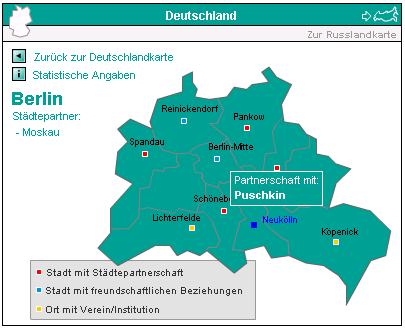 Deutschland
Zur Russlandkarte
Zurück zur Deutschlandkarte
Statistische Angaben
Berlin
Städtepartner:
- Moskau
Reinickendorf
Pankow
Spandau
Berlin-Mitte
Partnerschaft mit:
Puschkin
Schönebe
Lichterfelde
Neukölln
Köpenick
Stadt mit Städtepartnerschaft
Stadt mit freundschaftlichen Beziehungen
Ort mit Verein/Institution